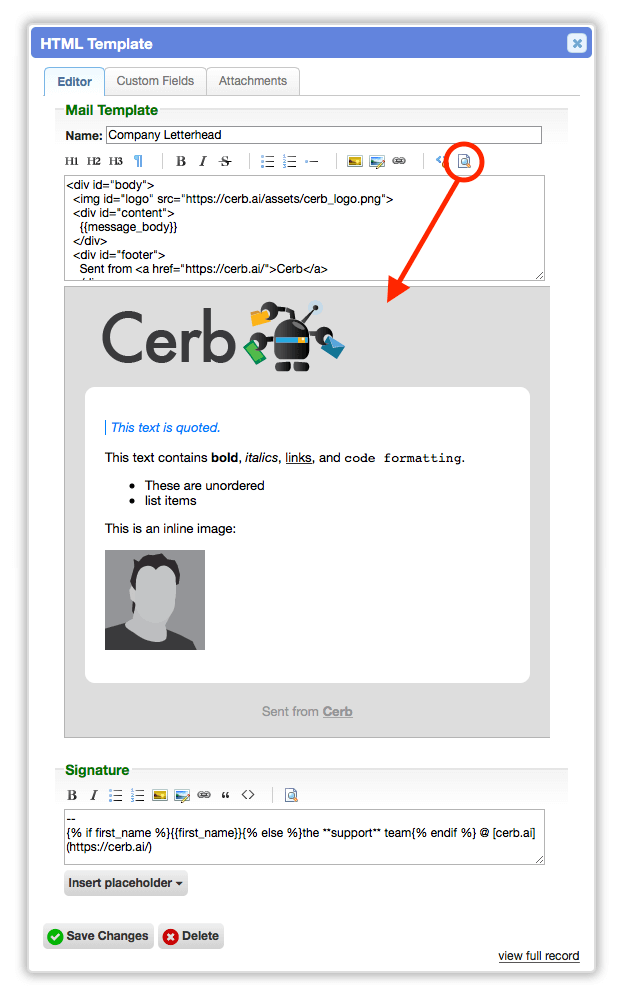 HTML Template
Editor Custom Fields Attachments
Mail Template
Name: Company Letterhead
H1 H2 H3 ¶ B I S
<div id="body">
<img id="logo" src="https://cerb.ai/assets/cerb_logo.png">
<div id="content">
{{message_body}}
</div>
<div id="footer">
Sent from <a href="https://cerb.ai/">Cerb</a>
Cerb
This text is quoted.
This text contains bold, italics, links, and code formatting.
• These are unordered
• list items
This is an inline image:
Sent from Cerb
Signature
B I “ <>
--
{% if first_name %}{{first_name}}{% else %}the **support** team{% endif %} @ [cerb.ai]
(https://cerb.ai/)
Insert placeholder
Save Changes Delete
view full record